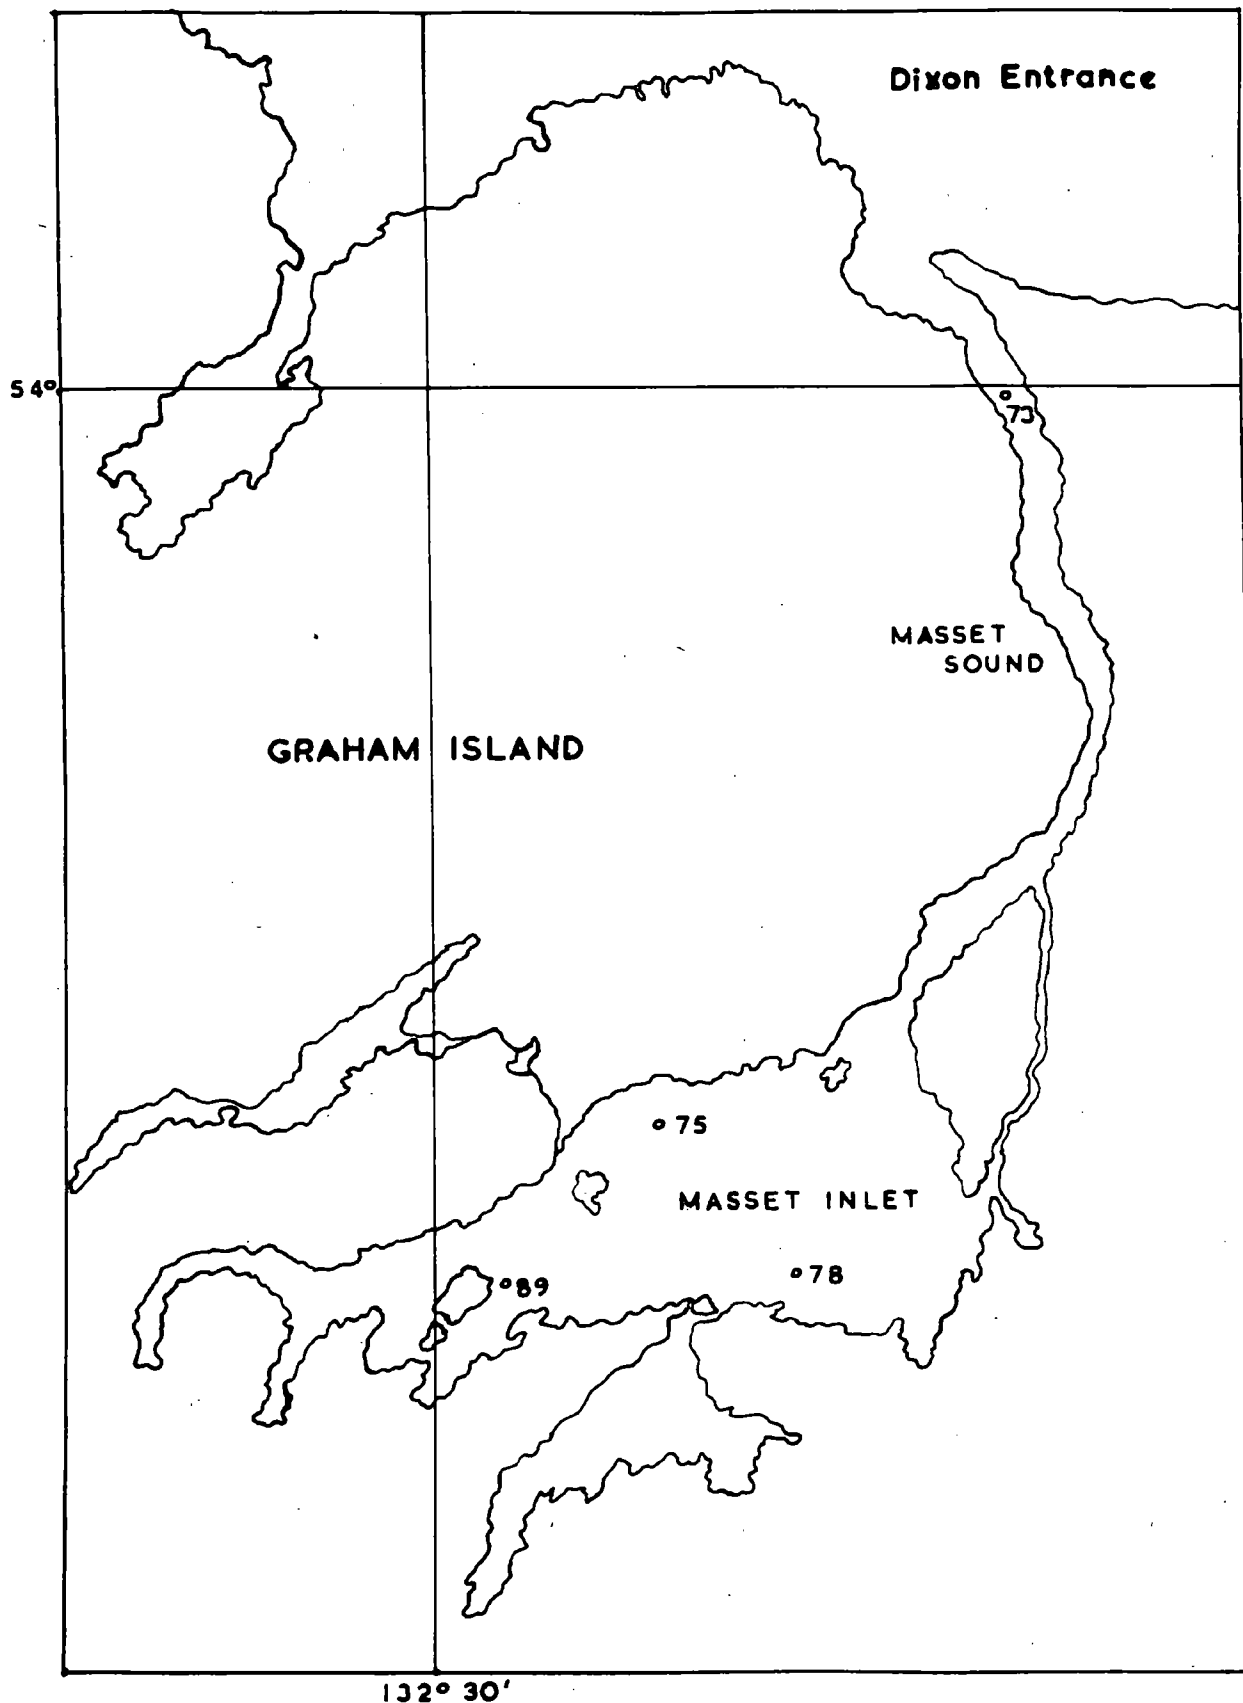 Dixon Entrance
54°
73
MASSET
SOUND
GRAHAM ISLAND
75
MASSET INLET
78
89
132° 30'